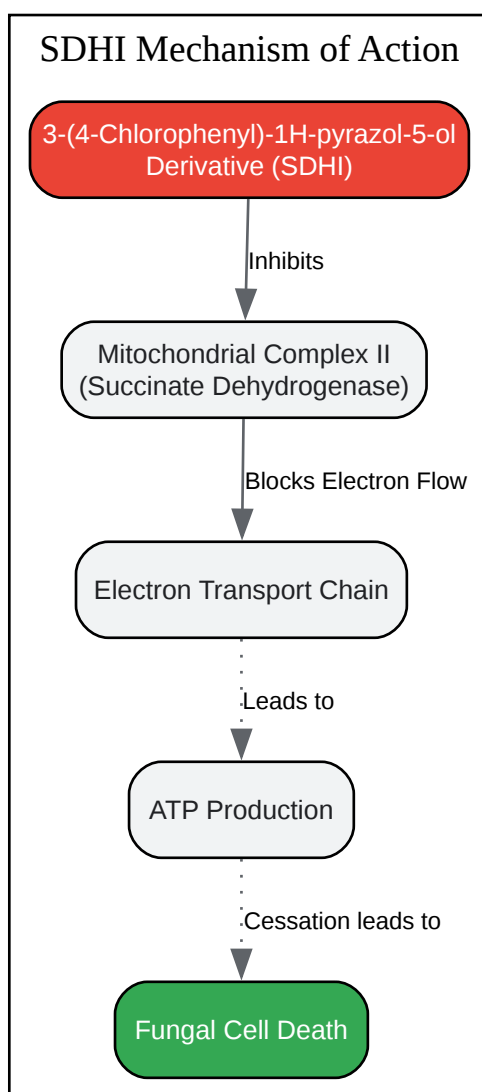 SDHI Mechanism of Action
3-(4-Chlorophenyl)-1H-pyrazol-5-ol
Derivative (SDHI)
Inhibits
Mitochondrial Complex II
(Succinate Dehydrogenase)
Blocks Electron Flow
Electron Transport Chain
Leads to
ATP Production
Cessation leads to
Fungal Cell Death